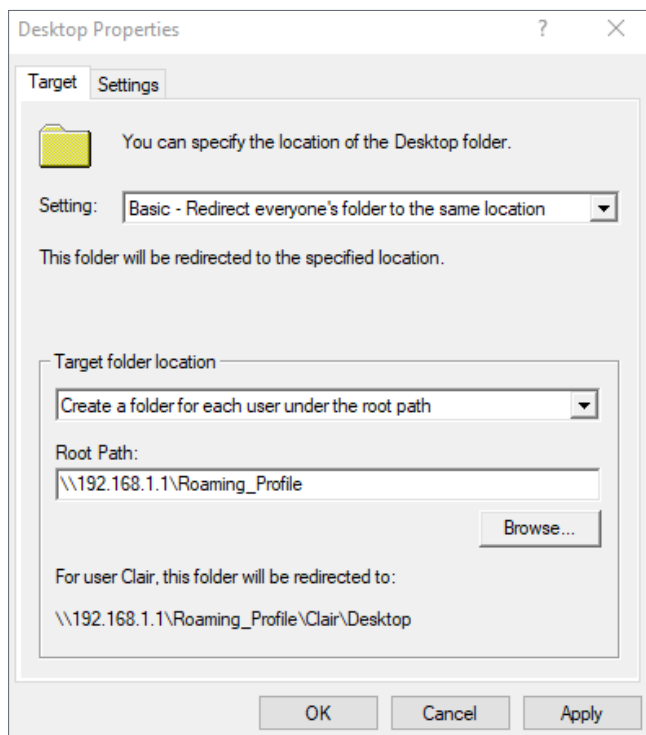 Desktop Properties
?
Target
Settings
You can specify the location of the Desktop folder.
Setting:
Basic - Redirect everyone's folder to the same location
This folder will be redirected to the specified location.
Target folder location
Create a folder for each user under the root path
Root Path:
\\192.168.1.1\Roaming_Profile
Browse...
For user Clair, this folder will be redirected to:
\\192.168.1.1\Roaming_Profile\Clair\Desktop
OK
Cancel
Apply